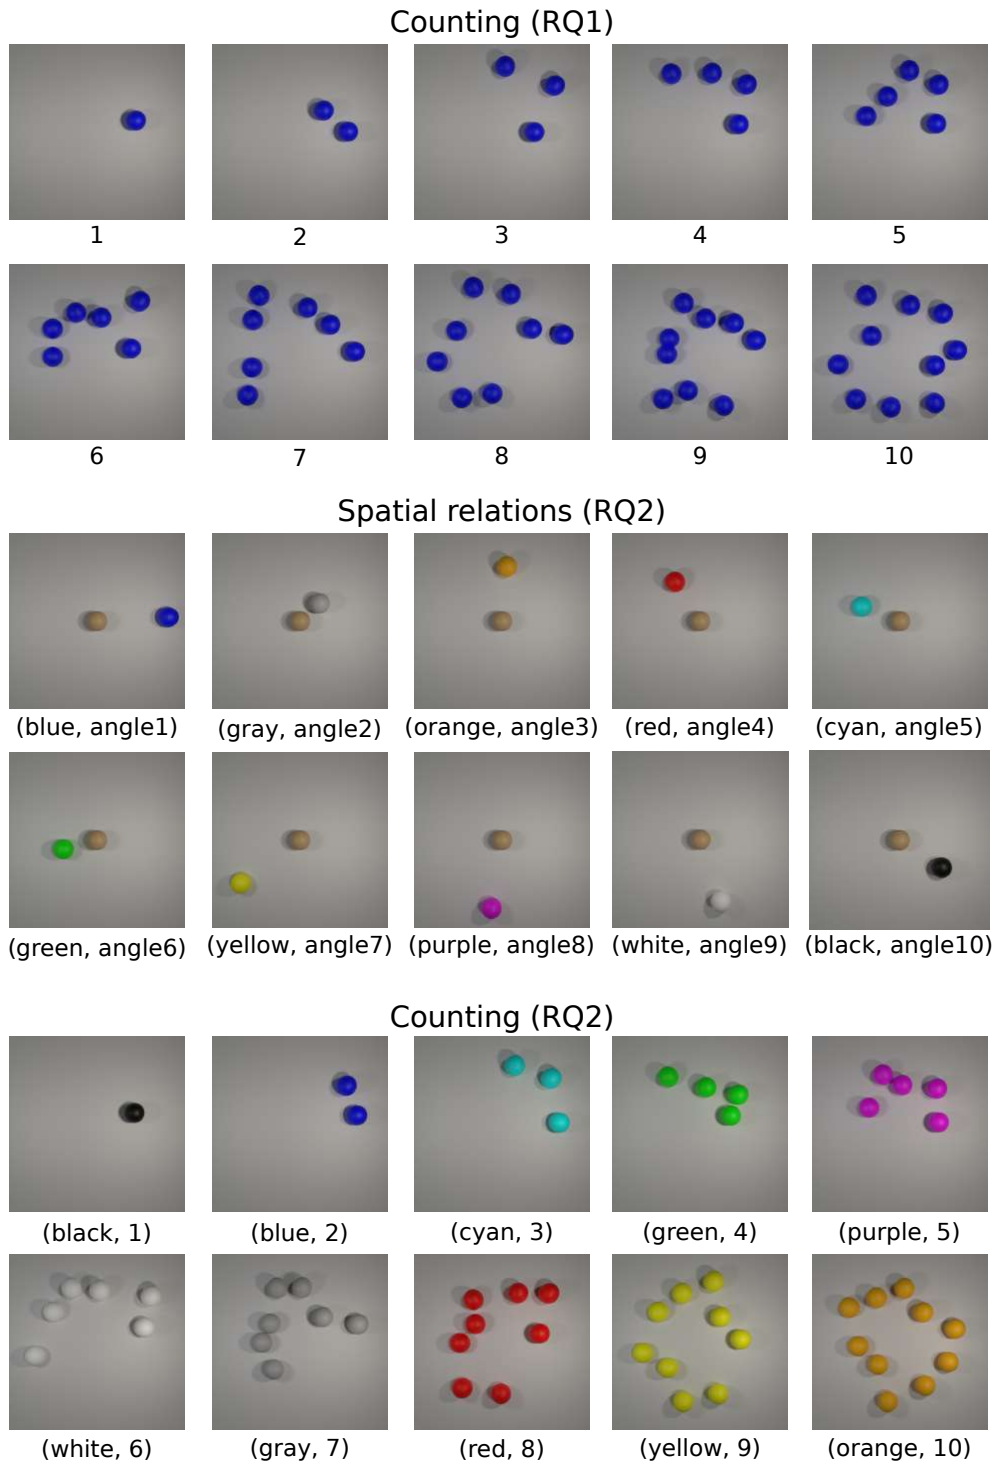 Counting (RQ1)
1 2 3 4 5
6 7 8 9 10
Spatial relations (RQ2)
(blue, angle1) (gray, angle2) (orange, angle3) (red, angle4) (cyan, angle5)
(green, angle6) (yellow, angle7) (purple, angle8) (white, angle9) (black, angle10)
Counting (RQ2)
(black, 1) (blue, 2) (cyan, 3) (green, 4) (purple, 5)
(white, 6) (gray, 7) (red, 8) (yellow, 9) (orange, 10)